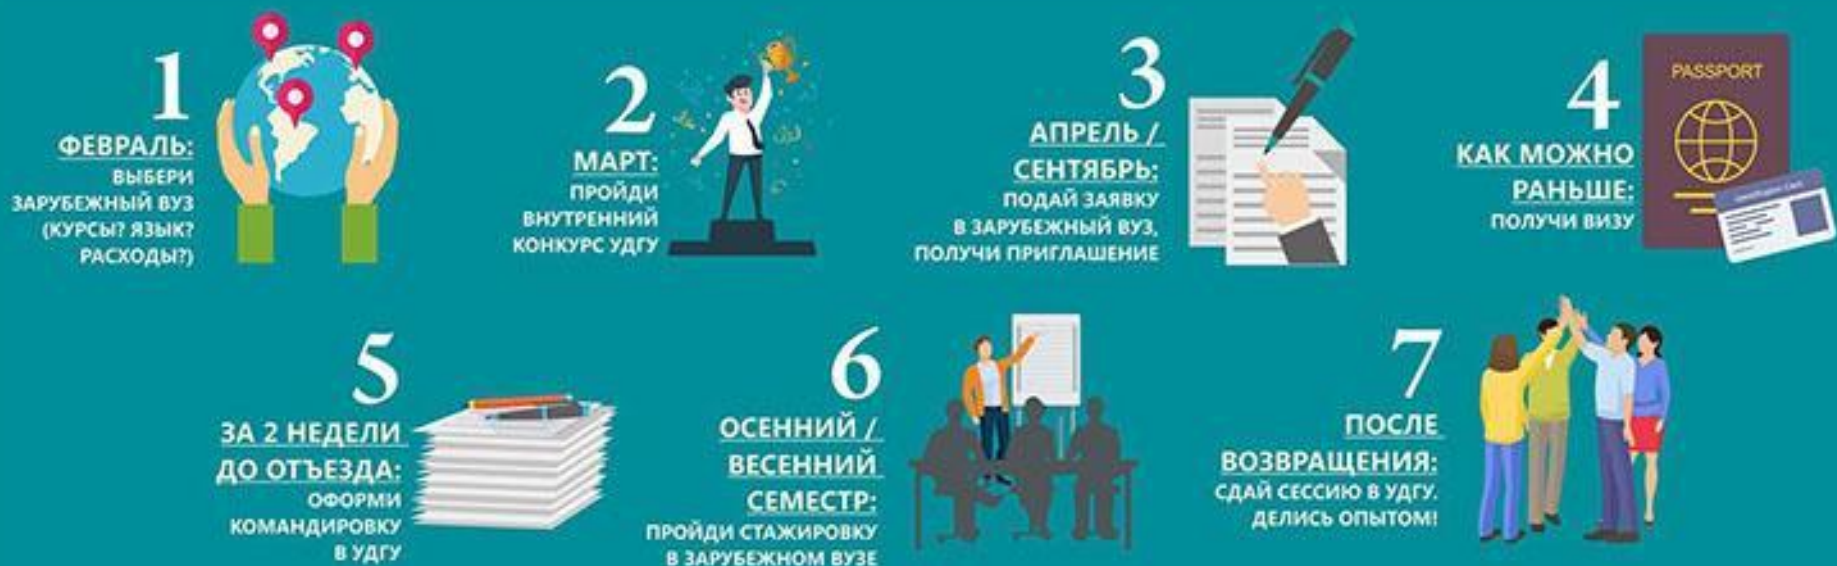 1
ФЕВРАЛЬ:
ВЫБЕРИ
ЗАРУБЕЖНЫЙ ВУЗ
(КУРСЫ? ЯЗЫК?
РАСХОДЫ?)
2
МАРТ:
ПРОЙДИ
ВНУТРЕННИЙ
КОНКУРС УДГУ
3
АПРЕЛЬ /
СЕНТЯБРЬ:
ПОДАЙ ЗАЯВКУ
В ЗАРУБЕЖНЫЙ ВУЗ,
ПОЛУЧИ ПРИГЛАШЕНИЕ
4
КАК МОЖНО
РАНЬШЕ:
ПОЛУЧИ ВИЗУ
PASSPORT
5
ЗА 2 НЕДЕЛИ
ДО ОТЪЕЗДА:
ОФОРМИ
КОМАНДИРОВКУ
В УДГУ
6
ОСЕННИЙ /
ВЕСЕННИЙ
СЕМЕСТР:
ПРОЙДИ СТАЖИРОВКУ
В ЗАРУБЕЖНОМ ВУЗЕ
7
ПОСЛЕ
ВОЗВРАЩЕНИЯ:
СДАЙ СЕССИЮ В УДГУ.
ДЕЛИСЬ ОПЫТОМ!